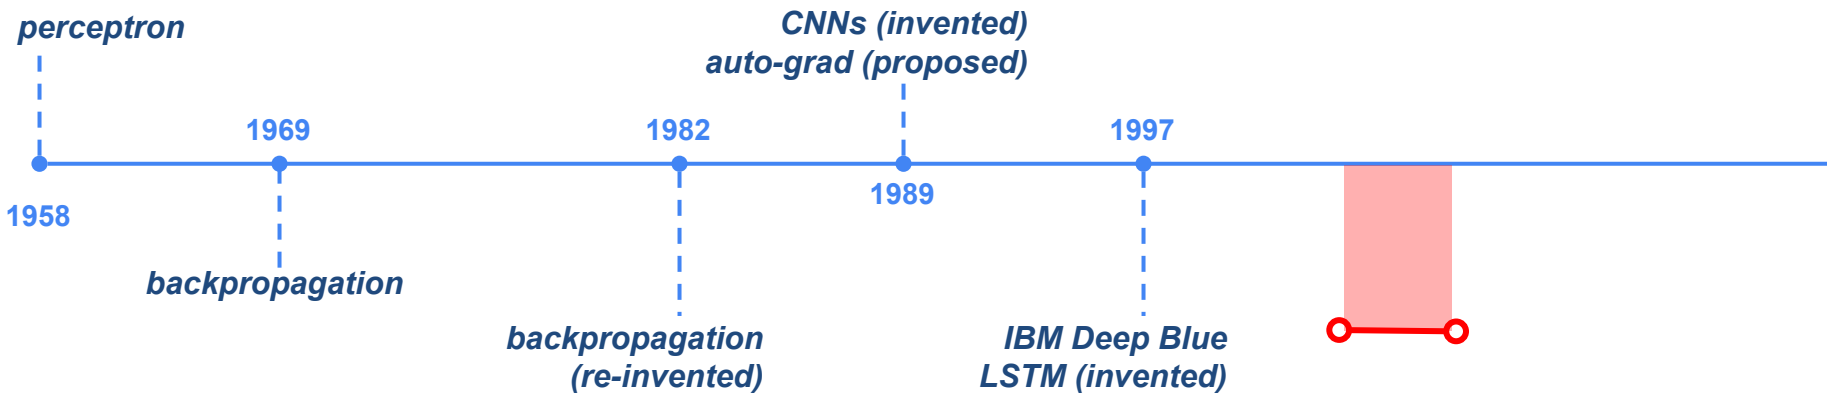 perceptron
CNNs (invented)
auto-grad (proposed)
1969
1982
1997
1958
1989
backpropagation
backpropagation
(re-invented)
IBM Deep Blue
LSTM (invented)